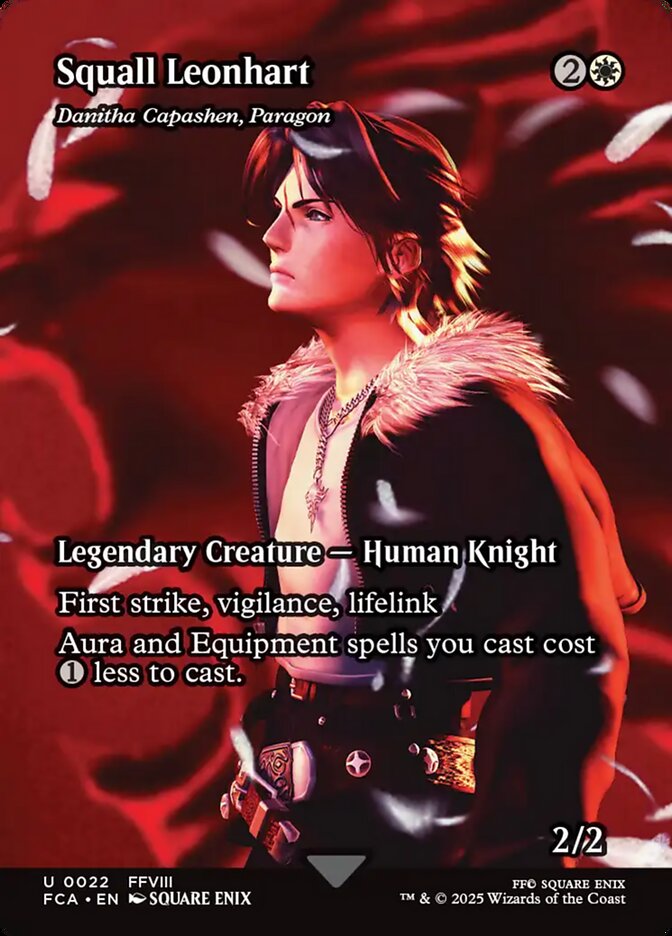 Squall Leonhart 2
Danitha Capashen, Paragon
Legendary Creature — Human Knight
First strike, vigilance, lifelink
Aura and Equipment spells you cast cost
1 less to cast.
2/2
U 0022 FFVIII
FCA • EN SQUARE ENIX
FF© SQUARE ENIX
™ & © 2025 Wizards of the Coast